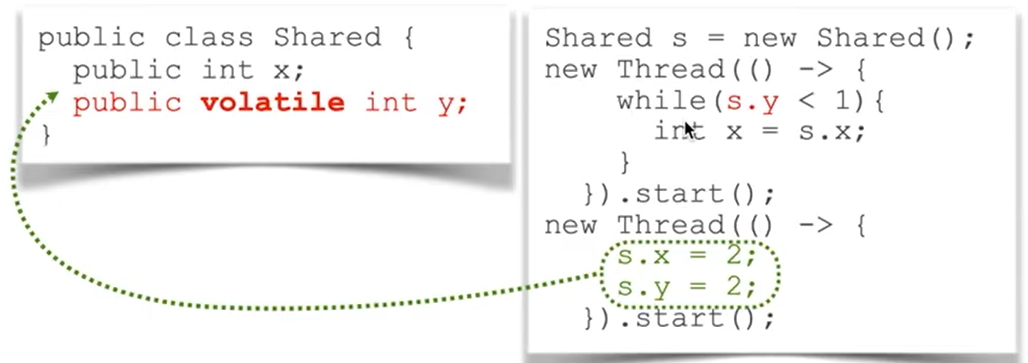 public class Shared {
  public int x;
  public volatile int y;
}
Shared s = new Shared();
new Thread(() -> {
    while(s.y < 1){
      int x = s.x;
    }
  }).start();
new Thread(() -> {
    s.x = 2;
    s.y = 2;
  }).start();